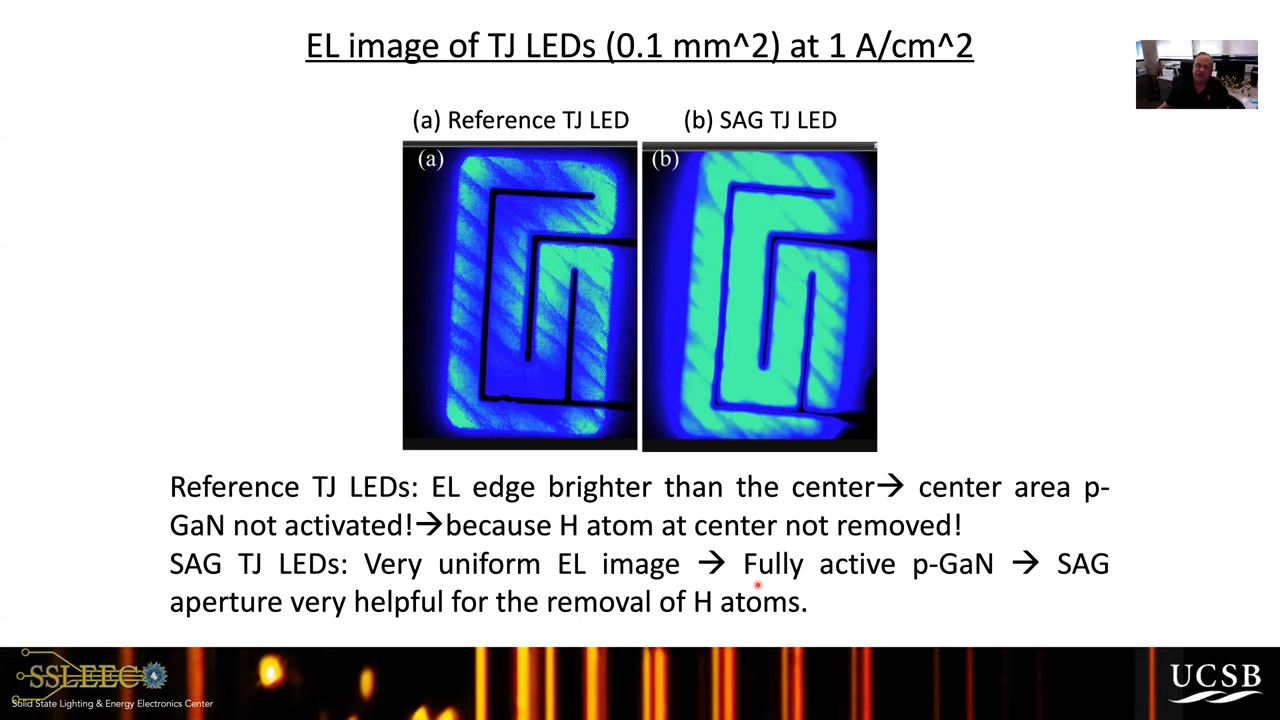 EL image of TJ LEDs (0.1 mm^2) at 1 A/cm^2
(a) Reference TJ LED (b) SAG TJ LED
(a) (b)
Reference TJ LEDs: EL edge brighter than the center→ center area p-
GaN not activated!→because H atom at center not removed!
SAG TJ LEDs: Very uniform EL image → Fully active p-GaN → SAG
aperture very helpful for the removal of H atoms.
SSLEEC
Solid State Lighting & Energy Electronics Center
UCSB